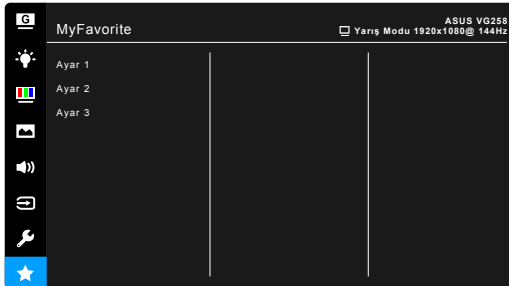 G
MyFavorite
ASUS VG258
Yarış Modu 1920x1080@ 144Hz
Ayar 1
Ayar 2
Ayar 3